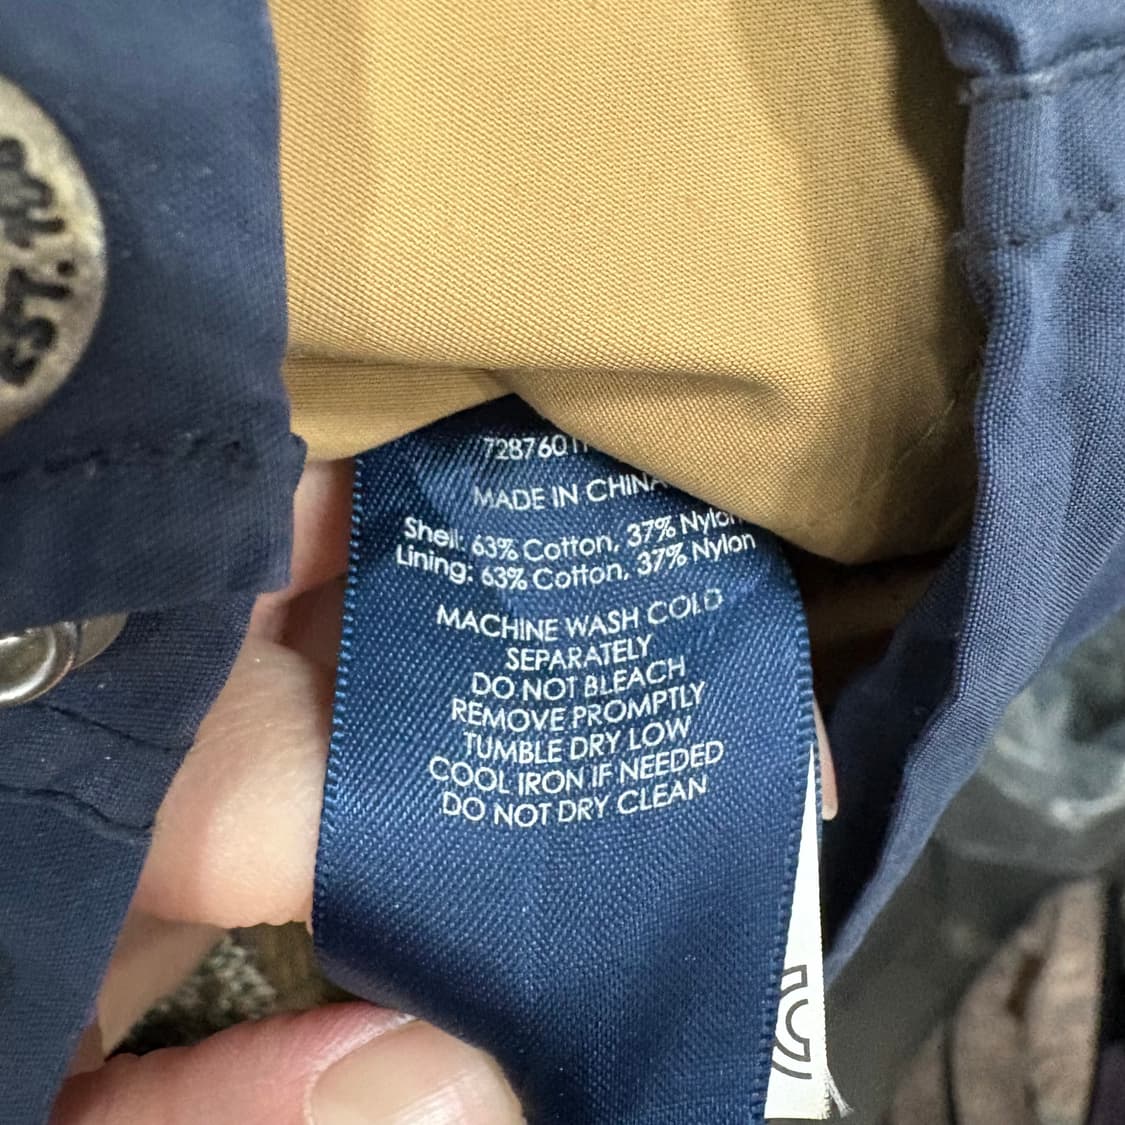 EST.
MADE IN CHINA
Shell: 63% Cotton, 37% Nylon
Lining: 63% Cotton, 37% Nylon
MACHINE WASH COLD
SEPARATELY
DO NOT BLEACH
REMOVE PROMPTLY
TUMBLE DRY LOW
COOL IRON IF NEEDED
DO NOT DRY CLEAN